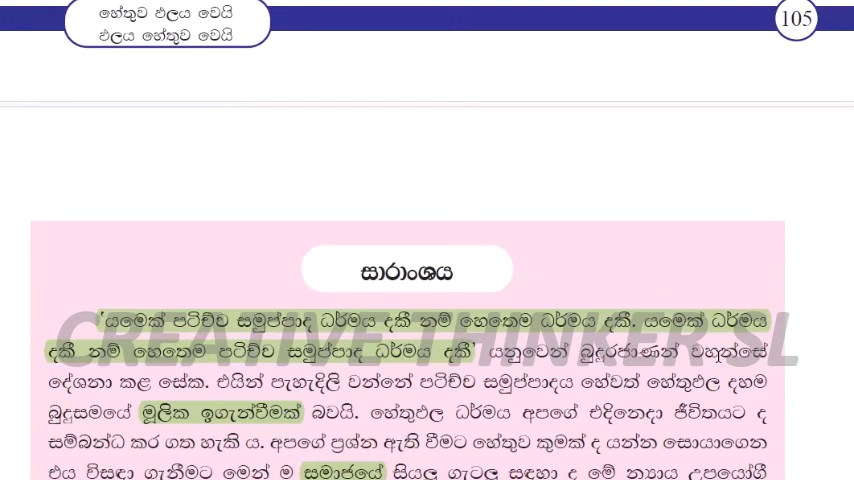 හේතුව ඵලය වෙයි
ඵලය හේතුව වෙයි
105
සාරාංශය
'යමෙක් පටිච්ච සමුප්පාද ධර්මය දකී නම් හෙතෙම ධර්මය දකී. යමෙක් ධර්මය
දකී නම් හෙතෙම පටිච්ච සමුප්පාද ධර්මය දකී' යනුවෙන් බුදුරජාණන් වහන්සේ
දේශනා කළ සේක. එයින් පැහැදිලි වන්නේ පටිච්ච සමුප්පාදය හේවත් හේතුඵල දහම
බුදුසමයේ මූලික ඉගැන්වීමක් බවයි. හේතුඵල ධර්මය අපගේ එදිනෙදා ජීවිතයට ද
සම්බන්ධ කර ගත හැකි ය. අපගේ ප්‍රශ්න ඇති වීමට හේතුව කුමක් ද යන්න සොයාගෙන
එය විසඳා ගැනීමට මෙන් ම සමාජයේ සියලු ගැටලු සඳහා ද මේ න්‍යාය උපයෝගී
CREATIVE THINKER SL